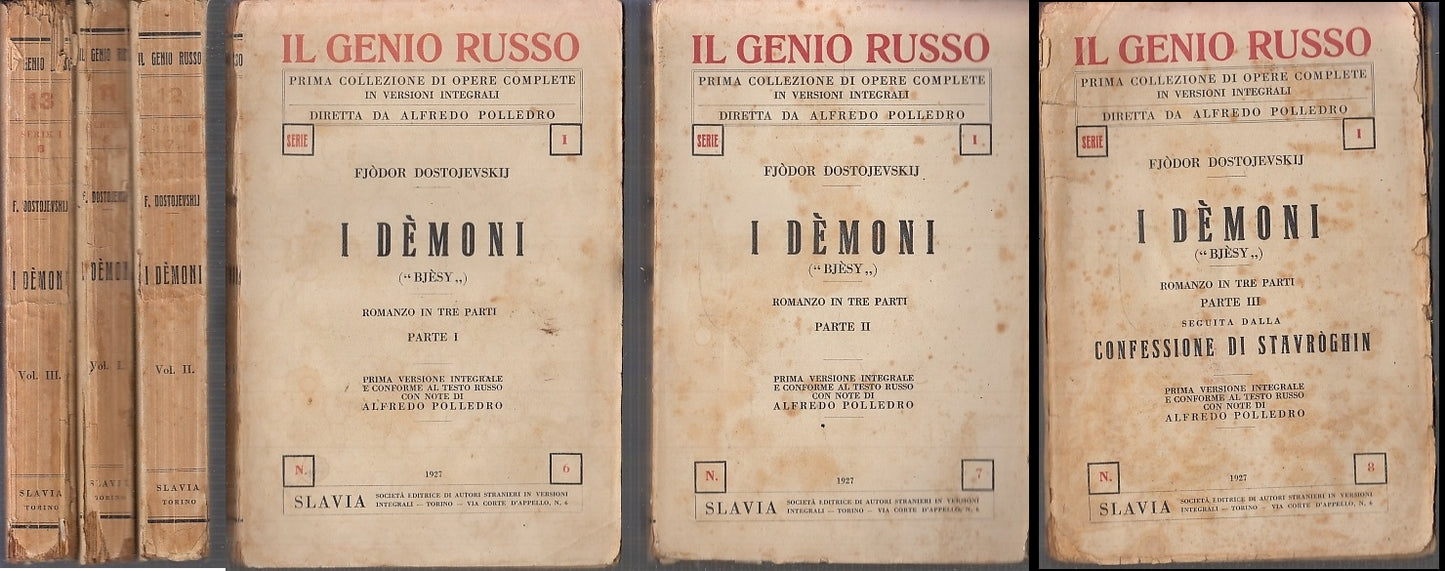 GENIO
13
SERIE I
8
F. DOSTOJEVSKIJ
I DÈMONI
Vol. III.
SLAVIA
TORINO
IL GENIO RUSSO
11
F. DOSTOJEVSKIJ
I DÈMONI
Vol. I.
SLAVIA
TORINO
IL GENIO RUSSO
12
F. DOSTOJEVSKIJ
I DÈMONI
Vol. II.
SLAVIA
TORINO
IL GENIO RUSSO
PRIMA COLLEZIONE DI OPERE COMPLETE
IN VERSIONI INTEGRALI
DIRETTA DA ALFREDO POLLEDRO
SERIE I
FJÒDOR DOSTOJEVSKIJ
I DÈMONI
(“BJÈSY„)
ROMANZO IN TRE PARTI
PARTE I
PRIMA VERSIONE INTEGRALE
E CONFORME AL TESTO RUSSO
CON NOTE DI
ALFREDO POLLEDRO
N. 1927 6
SLAVIA SOCIETÀ EDITRICE DI AUTORI STRANIERI IN VERSIONI
INTEGRALI — TORINO — VIA CORTE D'APPELLO, N. 6
IL GENIO RUSSO
PRIMA COLLEZIONE DI OPERE COMPLETE
IN VERSIONI INTEGRALI
DIRETTA DA ALFREDO POLLEDRO
SERIE I
FJÒDOR DOSTOJEVSKIJ
I DÈMONI
(“BJÈSY„)
ROMANZO IN TRE PARTI
PARTE II
PRIMA VERSIONE INTEGRALE
E CONFORME AL TESTO RUSSO
CON NOTE DI
ALFREDO POLLEDRO
N. 1927 7
SLAVIA SOCIETÀ EDITRICE DI AUTORI STRANIERI IN VERSIONI
INTEGRALI — TORINO — VIA CORTE D'APPELLO, N. 6
IL GENIO RUSSO
PRIMA COLLEZIONE DI OPERE COMPLETE
IN VERSIONI INTEGRALI
DIRETTA DA ALFREDO POLLEDRO
SERIE I
FJÒDOR DOSTOJEVSKIJ
I DÈMONI
(“BJÈSY„)
ROMANZO IN TRE PARTI
PARTE III
SEGUITA DALLA
CONFESSIONE DI STAVRÒGHIN
PRIMA VERSIONE INTEGRALE
E CONFORME AL TESTO RUSSO
CON NOTE DI
ALFREDO POLLEDRO
N. 1927 8
SLAVIA SOCIETÀ EDITRICE DI AUTORI STRANIERI IN VERSIONI
INTEGRALI — TORINO — VIA CORTE D'APPELLO, N. 6